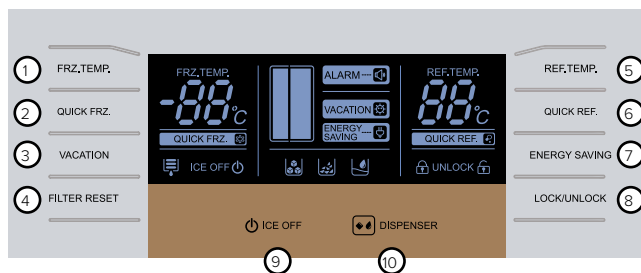 1 FRZ.TEMP.
2 QUICK FRZ.
3 VACATION
4 FILTER RESET
FRZ.TEMP.
-88°C
QUICK FRZ.
ICE OFF
ALARM
VACATION
ENERGY
SAVING
REF.TEMP.
88°C
QUICK REF.
UNLOCK
REF.TEMP. 5
QUICK REF. 6
ENERGY SAVING 7
LOCK/UNLOCK 8
ICE OFF
DISPENSER
9
10